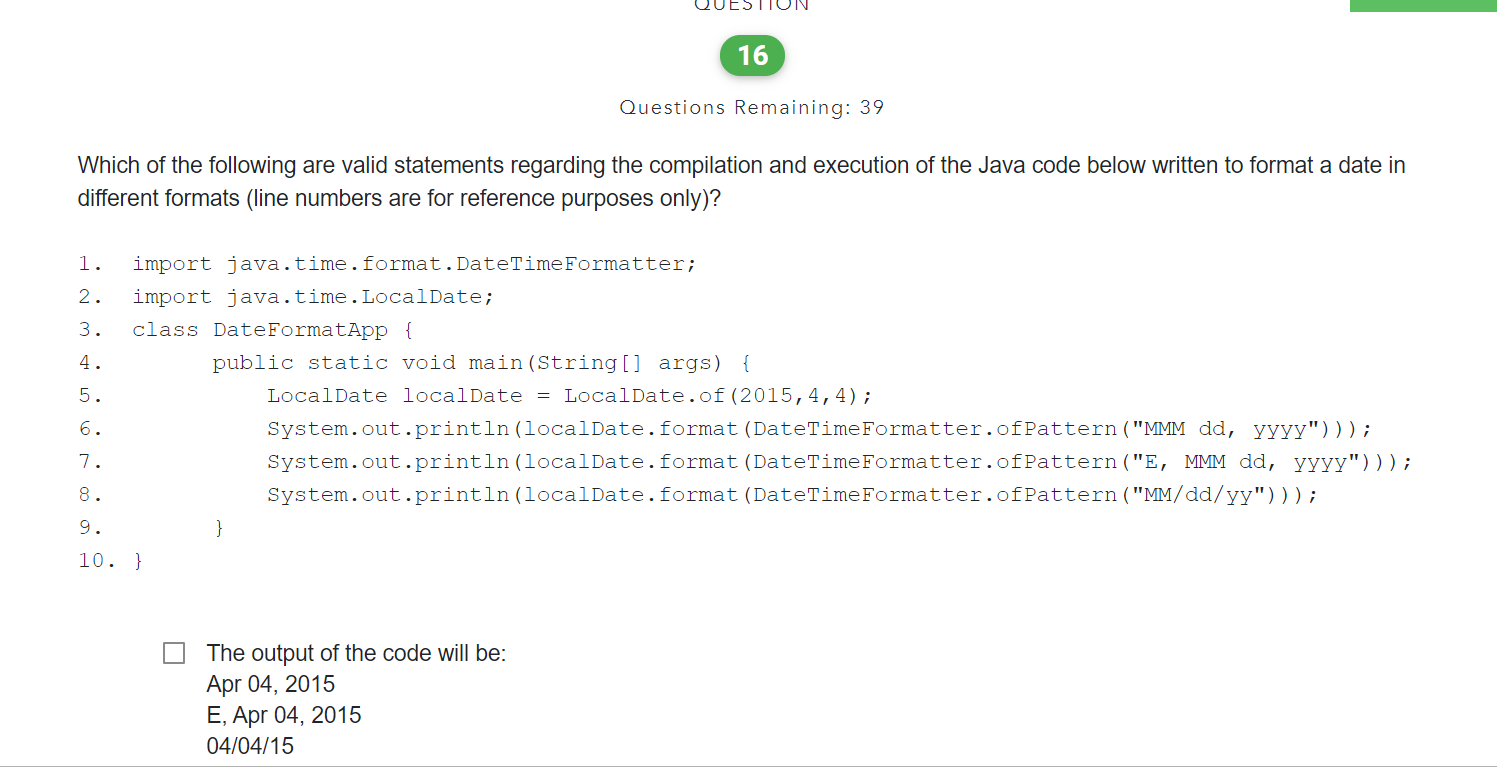 QUESTION
16
Questions Remaining: 39
Which of the following are valid statements regarding the compilation and execution of the Java code below written to format a date in
different formats (line numbers are for reference purposes only)?
1. import java.time.format.DateTimeFormatter;
2. import java.time.LocalDate;
3. class DateFormatApp {
4. public static void main(String[] args) {
5. LocalDate localDate = LocalDate.of(2015,4,4);
6. System.out.println(localDate.format(DateTimeFormatter.ofPattern("MMM dd, yyyy")));
7. System.out.println(localDate.format(DateTimeFormatter.ofPattern("E, MMM dd, yyyy")));
8. System.out.println(localDate.format(DateTimeFormatter.ofPattern("MM/dd/yy")));
9. }
10. }
The output of the code will be:
Apr 04, 2015
E, Apr 04, 2015
04/04/15